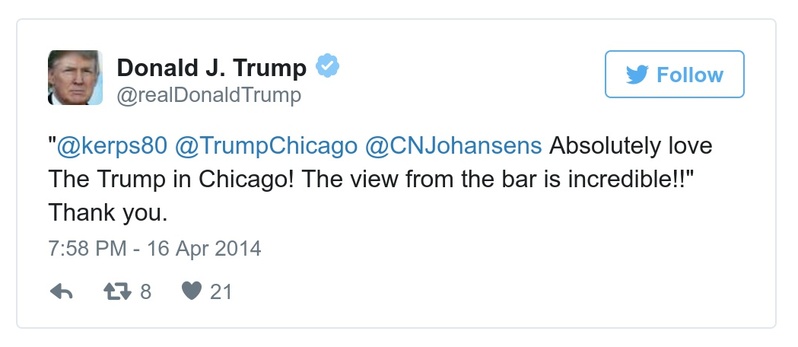 Donald J. Trump
@realDonaldTrump
Follow
"@kerps80 @TrumpChicago @CNJohansens Absolutely love
The Trump in Chicago! The view from the bar is incredible!!"
Thank you.
7:58 PM - 16 Apr 2014
8
21